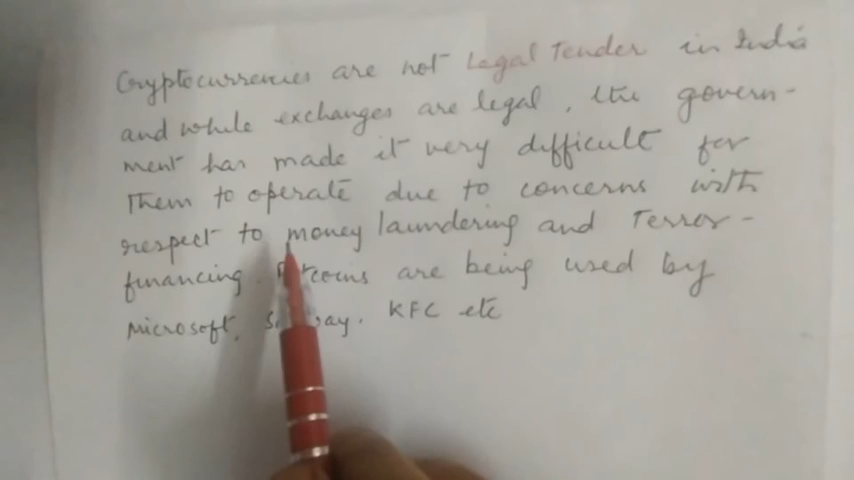 Cryptocurrencies are not Legal Tender in India
and while exchanges are legal, the govern-
ment has made it very difficult for
them to operate due to concerns with
respect to money laundering and Terror-
financing. are being used by
Microsoft, KFC etc